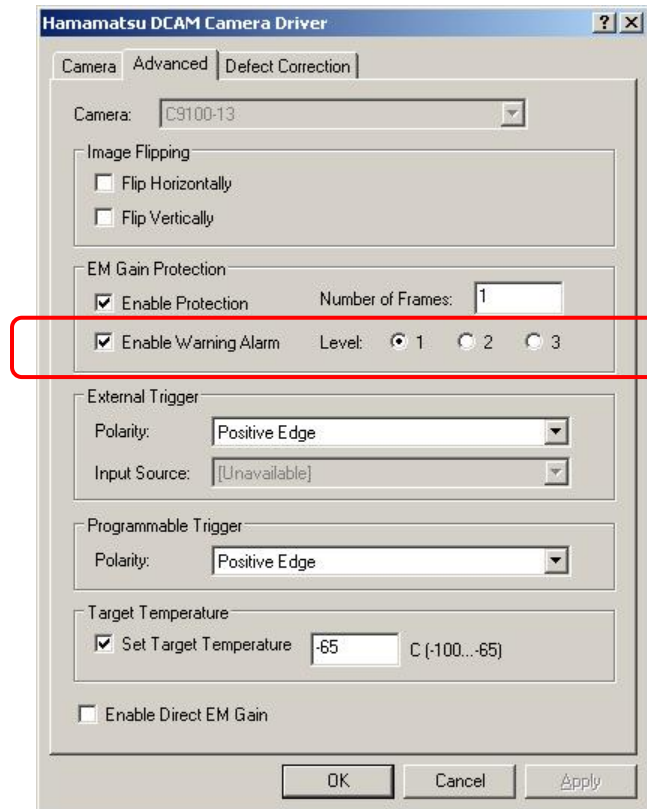 Hamamatsu DCAM Camera Driver
Camera Advanced Defect Correction
Camera: C9100-13
Image Flipping
Flip Horizontally
Flip Vertically
EM Gain Protection
Enable Protection Number of Frames: 1
Enable Warning Alarm Level: 1 2 3
External Trigger
Polarity: Positive Edge
Input Source: [Unavailable]
Programmable Trigger
Polarity: Positive Edge
Target Temperature
Set Target Temperature -65 C (-100...-65)
Enable Direct EM Gain
OK Cancel Apply